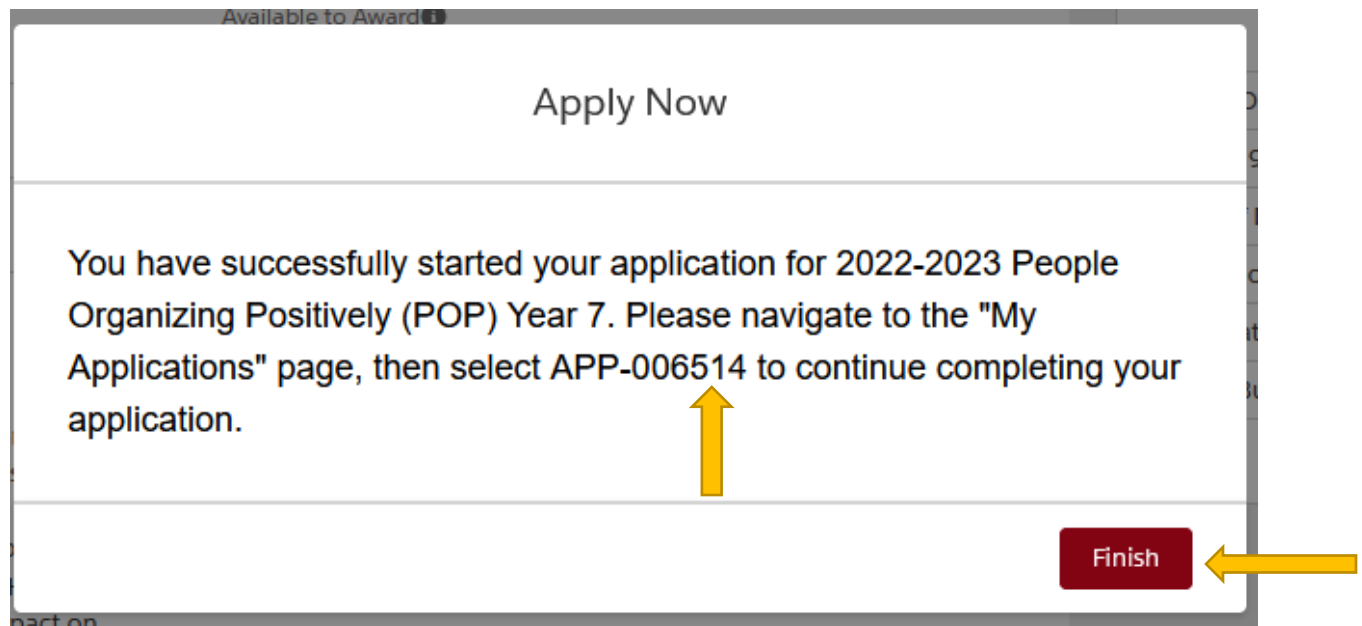 Available to Award
Apply Now
You have successfully started your application for 2022-2023 People
Organizing Positively (POP) Year 7. Please navigate to the "My
Applications" page, then select APP-006514 to continue completing your
application.
Finish